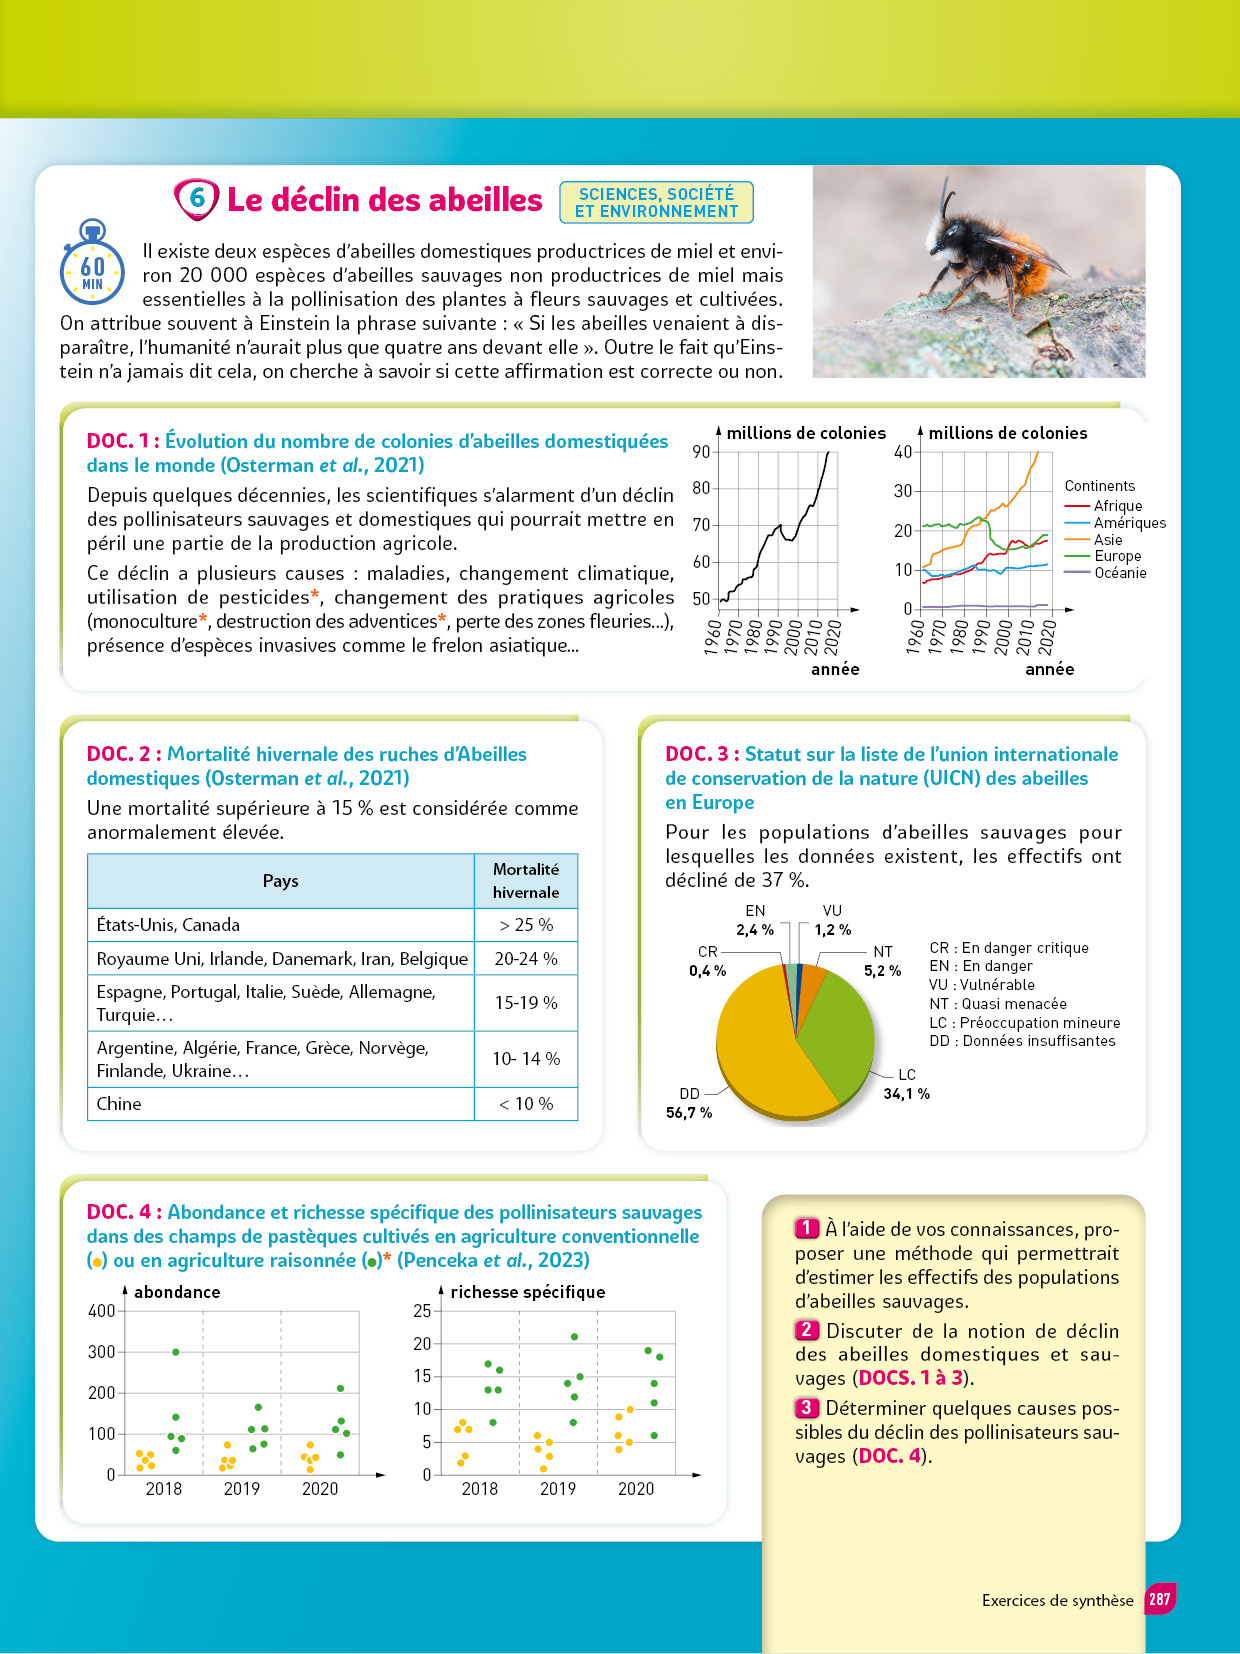 6 Le déclin des abeilles
SCIENCES, SOCIÉTÉ
ET ENVIRONNEMENT
60
MIN
Il existe deux espèces d'abeilles domestiques productrices de miel et envi-
ron 20 000 espèces d'abeilles sauvages non productrices de miel mais
essentielles à la pollinisation des plantes à fleurs sauvages et cultivées.
On attribue souvent à Einstein la phrase suivante : « Si les abeilles venaient à dis-
paraître, l'humanité n'aurait plus que quatre ans devant elle ». Outre le fait qu'Eins-
tein n'a jamais dit cela, on cherche à savoir si cette affirmation est correcte ou non.
DOC. 1 : Évolution du nombre de colonies d'abeilles domestiquées
dans le monde (Osterman et al., 2021)
Depuis quelques décennies, les scientifiques s'alarment d'un déclin
des pollinisateurs sauvages et domestiques qui pourrait mettre en
péril une partie de la production agricole.
Ce déclin a plusieurs causes : maladies, changement climatique,
utilisation de pesticides*, changement des pratiques agricoles
(monoculture*, destruction des adventices*, perte des zones fleuries...),
présence d'espèces invasives comme le frelon asiatique...
millions de colonies
90
80
70
60
50
1960 1970 1980 1990 2000 2010 2020
année
millions de colonies
40
30
20
10
0
1960 1970 1980 1990 2000 2010 2020
année
Continents
Afrique
Amériques
Asie
Europe
Océanie
DOC. 2 : Mortalité hivernale des ruches d'Abeilles
domestiques (Osterman et al., 2021)
Une mortalité supérieure à 15 % est considérée comme
anormalement élevée.
Pays Mortalité
hivernale
États-Unis, Canada > 25 %
Royaume Uni, Irlande, Danemark, Iran, Belgique 20-24 %
Espagne, Portugal, Italie, Suède, Allemagne,
Turquie… 15-19 %
Argentine, Algérie, France, Grèce, Norvège,
Finlande, Ukraine… 10- 14 %
Chine < 10 %
DOC. 3 : Statut sur la liste de l'union internationale
de conservation de la nature (UICN) des abeilles
en Europe
Pour les populations d'abeilles sauvages pour
lesquelles les données existent, les effectifs ont
décliné de 37 %.
EN
2,4 %
VU
1,2 %
CR
0,4 %
NT
5,2 %
LC
34,1 %
DD
56,7 %
CR : En danger critique
EN : En danger
VU : Vulnérable
NT : Quasi menacée
LC : Préoccupation mineure
DD : Données insuffisantes
DOC. 4 : Abondance et richesse spécifique des pollinisateurs sauvages
dans des champs de pastèques cultivés en agriculture conventionnelle
(●) ou en agriculture raisonnée (●)* (Penceka et al., 2023)
abondance
400
300
200
100
0
2018 2019 2020
richesse spécifique
25
20
15
10
5
0
2018 2019 2020
1 À l'aide de vos connaissances, pro-
poser une méthode qui permettrait
d'estimer les effectifs des populations
d'abeilles sauvages.
2 Discuter de la notion de déclin
des abeilles domestiques et sau-
vages (DOCS. 1 à 3).
3 Déterminer quelques causes pos-
sibles du déclin des pollinisateurs sau-
vages (DOC. 4).
Exercices de synthèse 287